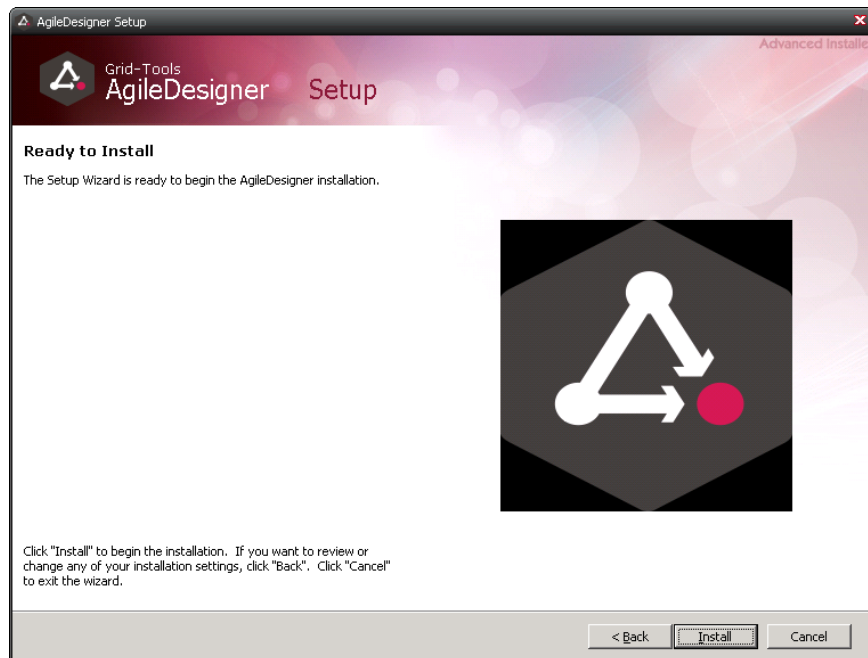 AgileDesigner Setup
Advanced Installe
Grid-Tools
AgileDesigner Setup
Ready to Install
The Setup Wizard is ready to begin the AgileDesigner installation.
Click "Install" to begin the installation. If you want to review or
change any of your installation settings, click "Back". Click "Cancel"
to exit the wizard.
< Back
Install
Cancel